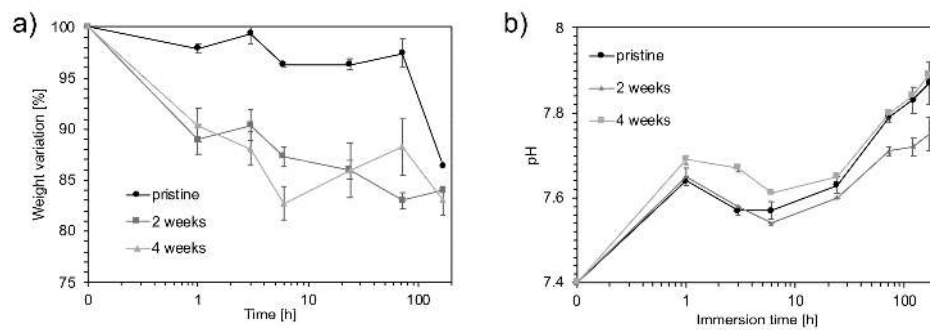 a)
100
95
90
85
80
75
Weight variation [%]
pristine
2 weeks
4 weeks
0
1
10
100
Time [h]
b)
7.8
7.6
7.4
pH
pristine
2 weeks
4 weeks
0
1
10
100
Immersion time [h]